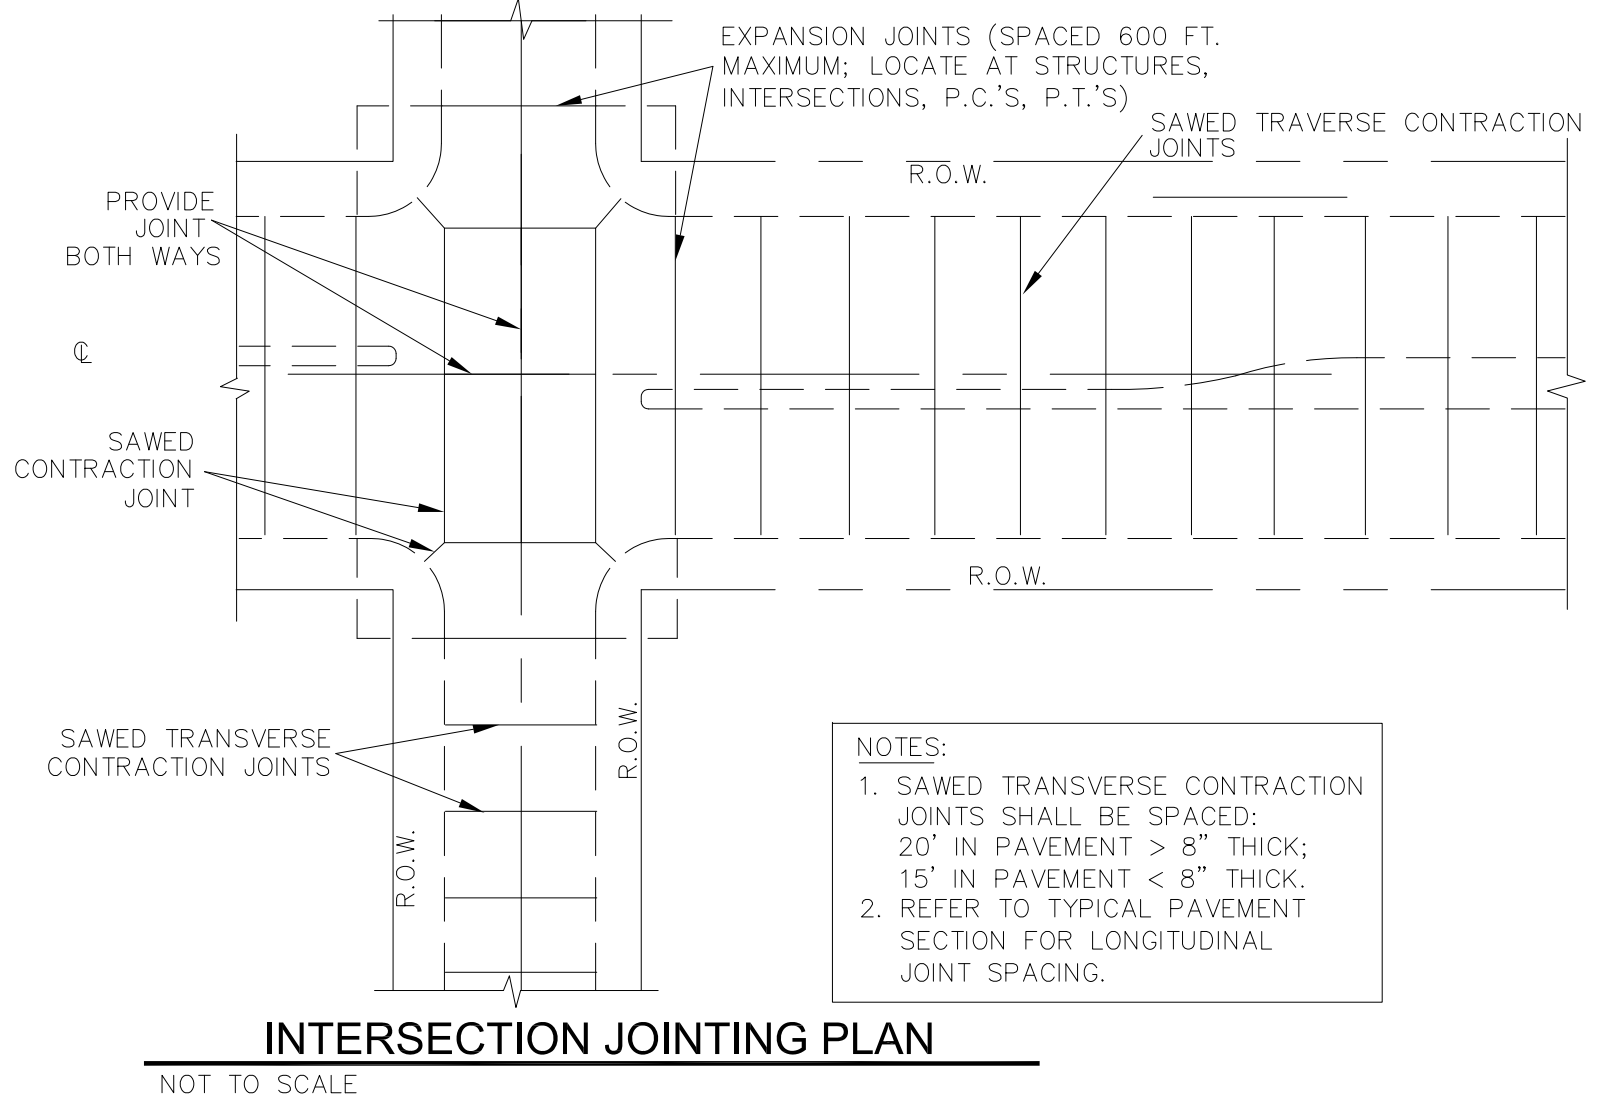 EXPANSION JOINTS (SPACED 600 FT.
MAXIMUM; LOCATE AT STRUCTURES,
INTERSECTIONS, P.C.'S, P.T.'S)
SAWED TRAVERSE CONTRACTION
JOINTS
R.O.W.
PROVIDE
JOINT
BOTH WAYS
℄
SAWED
CONTRACTION
JOINT
R.O.W.
SAWED TRANSVERSE
CONTRACTION JOINTS
R.O.W.
R.O.W.
NOTES:
1. SAWED TRANSVERSE CONTRACTION
JOINTS SHALL BE SPACED:
20' IN PAVEMENT > 8" THICK;
15' IN PAVEMENT < 8" THICK.
2. REFER TO TYPICAL PAVEMENT
SECTION FOR LONGITUDINAL
JOINT SPACING.
INTERSECTION JOINTING PLAN
NOT TO SCALE